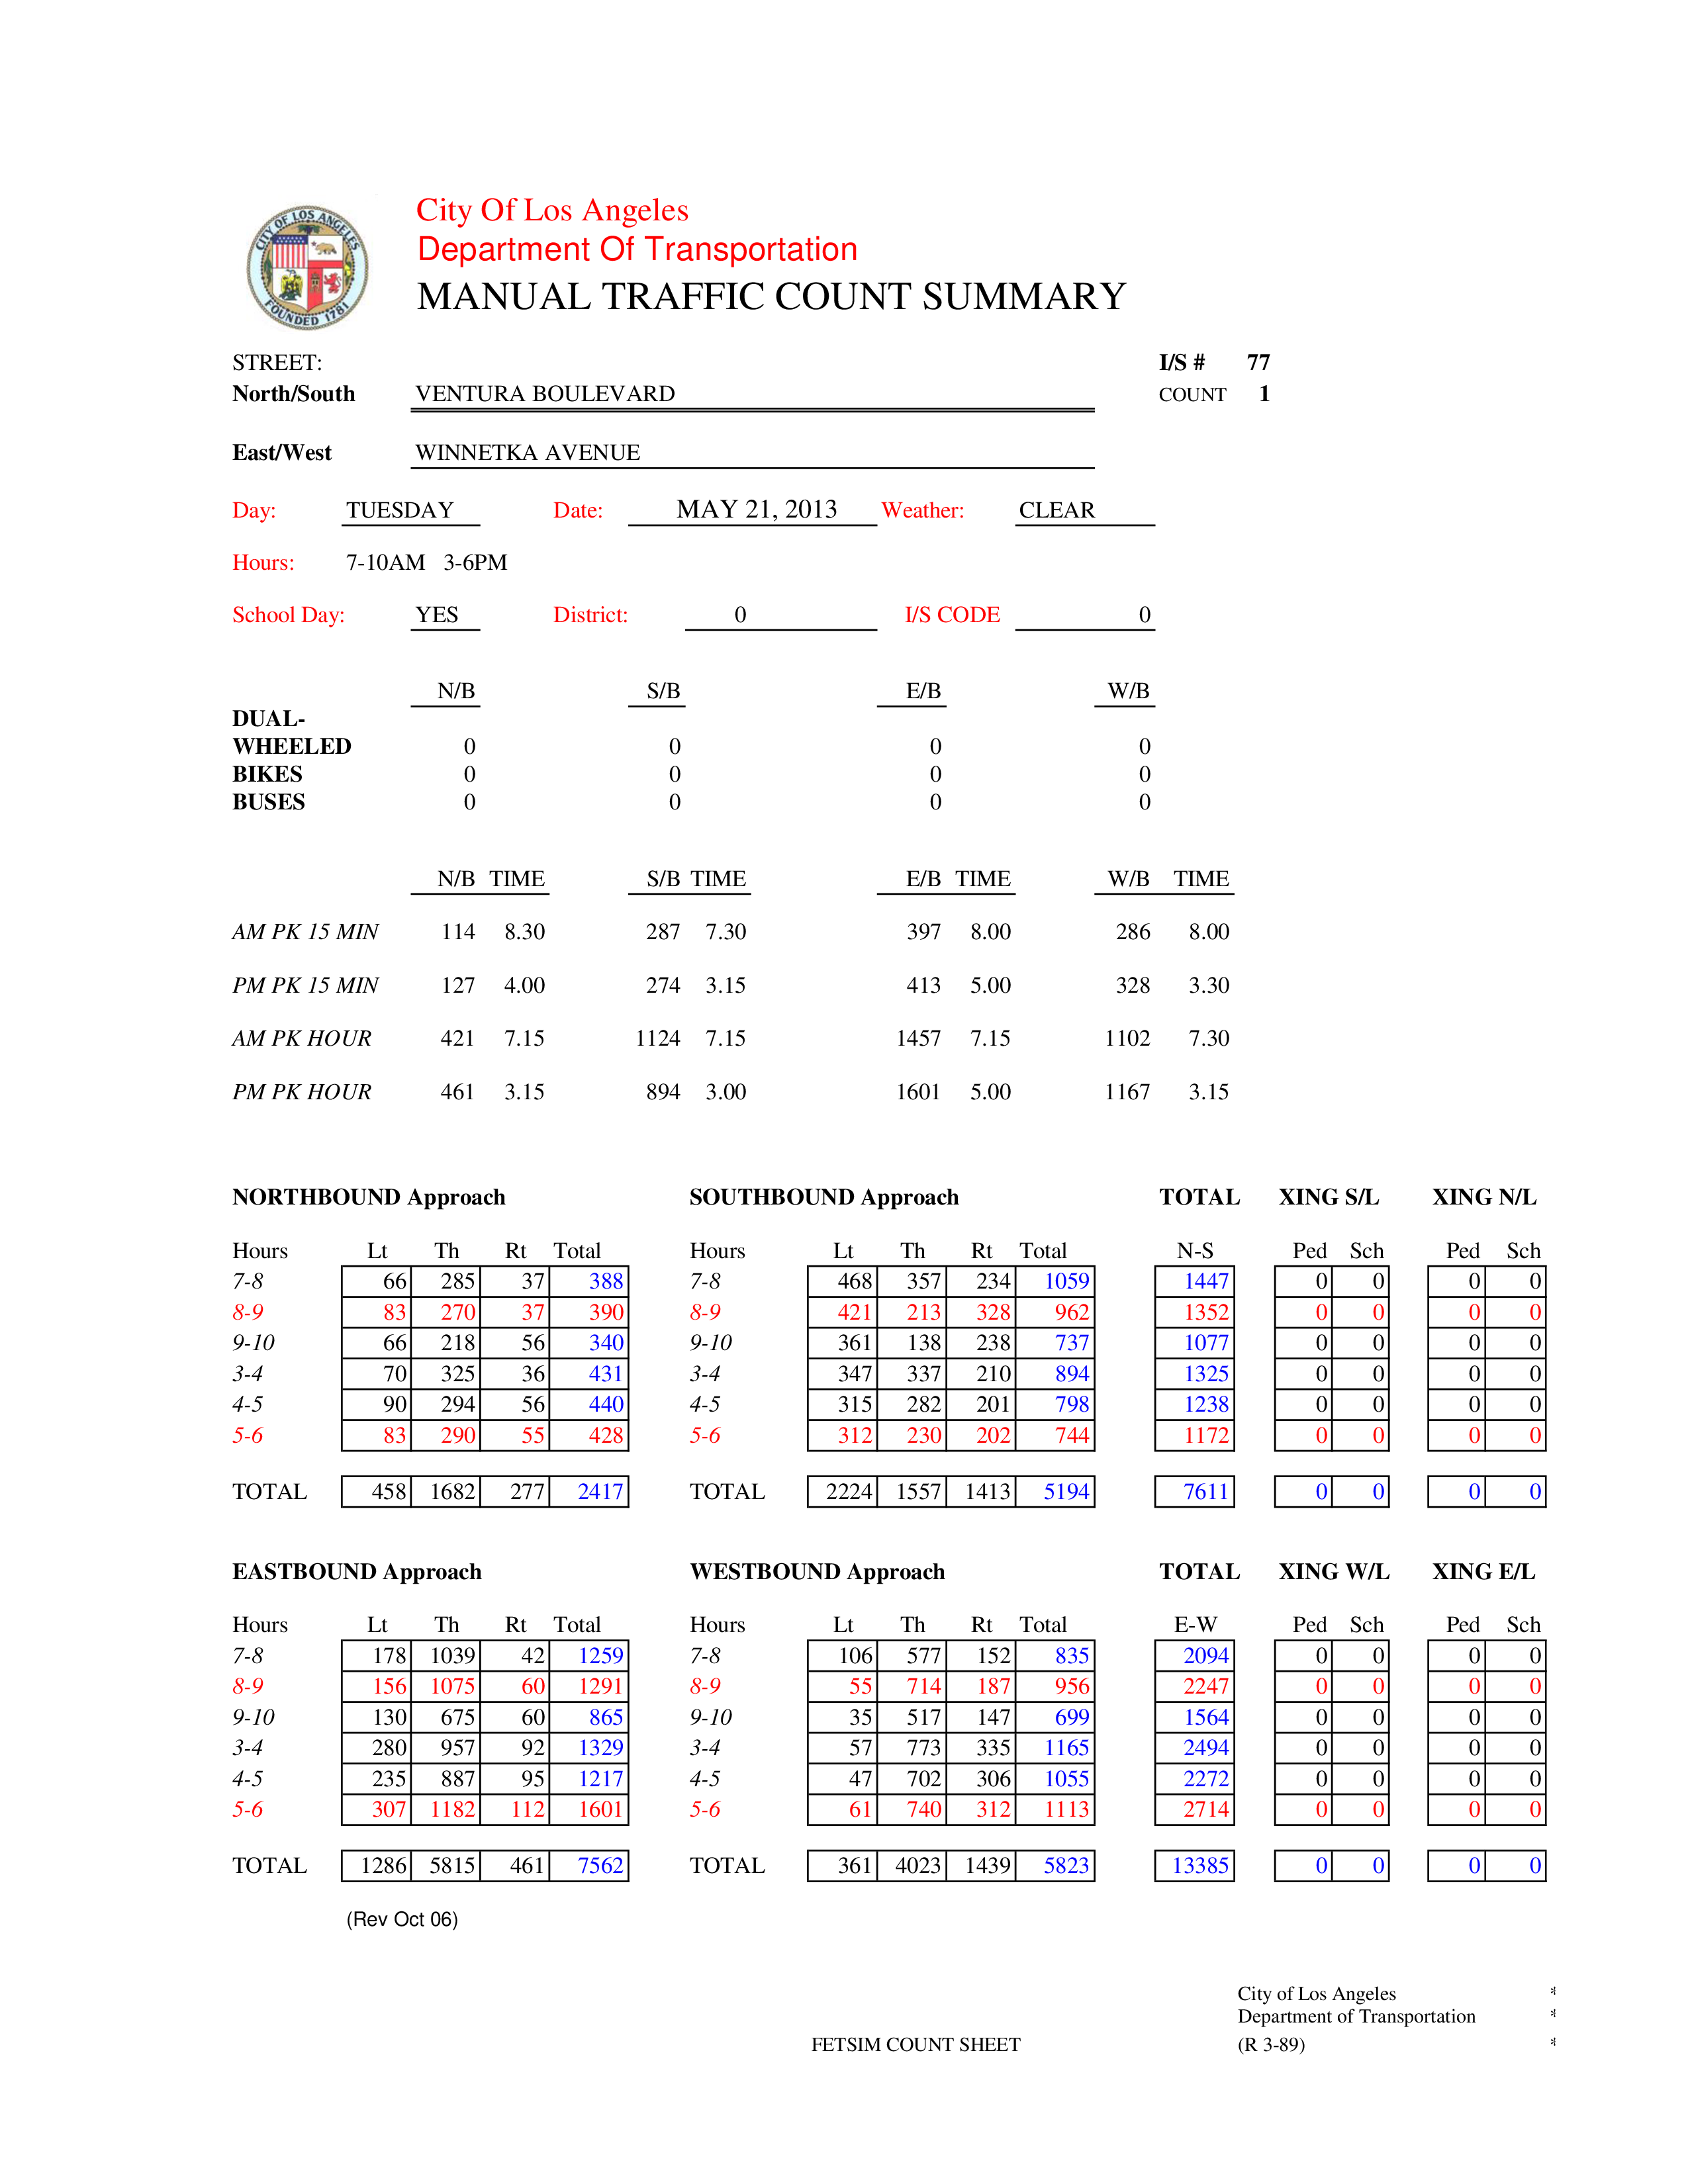 CITY OF LOS ANGELES
FOUNDED 1781
City Of Los Angeles
Department Of Transportation
MANUAL TRAFFIC COUNT SUMMARY
STREET: I/S # 77
North/South VENTURA BOULEVARD COUNT 1
East/West WINNETKA AVENUE
Day: TUESDAY Date: MAY 21, 2013 Weather: CLEAR
Hours: 7-10AM 3-6PM
School Day: YES District: 0 I/S CODE 0
N/B S/B E/B W/B
DUAL-
WHEELED 0 0 0 0
BIKES 0 0 0 0
BUSES 0 0 0 0
N/B TIME S/B TIME E/B TIME W/B TIME
AM PK 15 MIN 114 8.30 287 7.30 397 8.00 286 8.00
PM PK 15 MIN 127 4.00 274 3.15 413 5.00 328 3.30
AM PK HOUR 421 7.15 1124 7.15 1457 7.15 1102 7.30
PM PK HOUR 461 3.15 894 3.00 1601 5.00 1167 3.15
NORTHBOUND Approach SOUTHBOUND Approach TOTAL XING S/L XING N/L
Hours Lt Th Rt Total Hours Lt Th Rt Total N-S Ped Sch Ped Sch
7-8 66 285 37 388 7-8 468 357 234 1059 1447 0 0 0 0
8-9 83 270 37 390 8-9 421 213 328 962 1352 0 0 0 0
9-10 66 218 56 340 9-10 361 138 238 737 1077 0 0 0 0
3-4 70 325 36 431 3-4 347 337 210 894 1325 0 0 0 0
4-5 90 294 56 440 4-5 315 282 201 798 1238 0 0 0 0
5-6 83 290 55 428 5-6 312 230 202 744 1172 0 0 0 0
TOTAL 458 1682 277 2417 TOTAL 2224 1557 1413 5194 7611 0 0 0 0
EASTBOUND Approach WESTBOUND Approach TOTAL XING W/L XING E/L
Hours Lt Th Rt Total Hours Lt Th Rt Total E-W Ped Sch Ped Sch
7-8 178 1039 42 1259 7-8 106 577 152 835 2094 0 0 0 0
8-9 156 1075 60 1291 8-9 55 714 187 956 2247 0 0 0 0
9-10 130 675 60 865 9-10 35 517 147 699 1564 0 0 0 0
3-4 280 957 92 1329 3-4 57 773 335 1165 2494 0 0 0 0
4-5 235 887 95 1217 4-5 47 702 306 1055 2272 0 0 0 0
5-6 307 1182 112 1601 5-6 61 740 312 1113 2714 0 0 0 0
TOTAL 1286 5815 461 7562 TOTAL 361 4023 1439 5823 13385 0 0 0 0
(Rev Oct 06)
City of Los Angeles *
Department of Transportation *
FETSIM COUNT SHEET (R 3-89) *